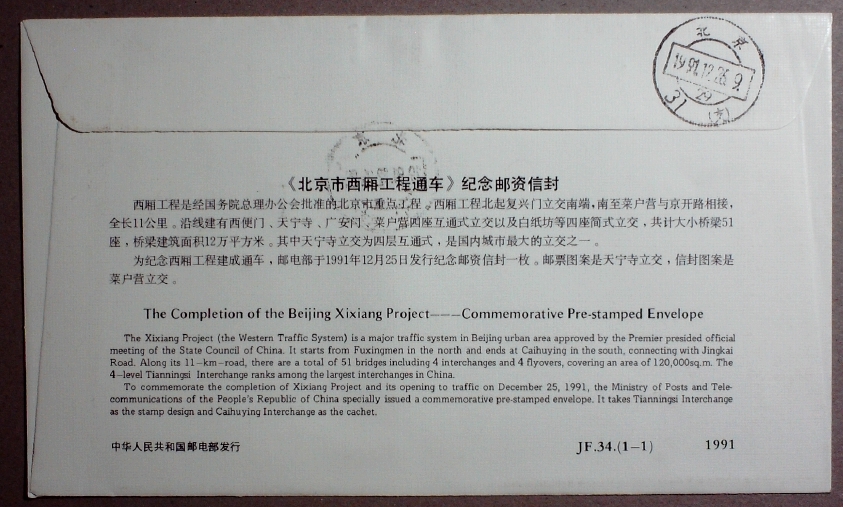 北京
1991.12.26.9
31
29
《北京市西厢工程通车》纪念邮资信封
西厢工程是经国务院总理办公会批准的北京市重点工程。西厢工程北起复兴门立交南端，南至菜户营与京开路相接，
全长11公里。沿线建有西便门、天宁寺、广安门、菜户营四座互通式立交以及白纸坊等四座简式立交，共计大小桥梁51
座，桥梁建筑面积12万平方米。其中天宁寺立交为四层互通式，是国内城市最大的立交之一。
为纪念西厢工程建成通车，邮电部于1991年12月25日发行纪念邮资信封一枚。邮票图案是天宁寺立交，信封图案是
菜户营立交。
The Completion of the Beijing Xixiang Project———Commemorative Pre-stamped Envelope
The Xixiang Project (the Western Traffic System) is a major traffic system in Beijing urban area approved by the Premier presided official
meeting of the State Council of China. It starts from Fuxingmen in the north and ends at Caihuying in the south, connecting with Jingkai
Road. Along its 11-km-road, there are a total of 51 bridges including 4 interchanges and 4 flyovers, covering an area of 120,000sq.m. The
4-level Tianningsi Interchange ranks among the largest interchanges in China.
To commemorate the completion of Xixiang Project and its opening to traffic on December 25, 1991, the Ministry of Posts and Tele-
communications of the People's Republic of China specially issued a commemorative pre-stamped envelope. It takes Tianningsi Interchange
as the stamp design and Caihuying Interchange as the cachet.
中华人民共和国邮电部发行 JF.34.(1-1) 1991